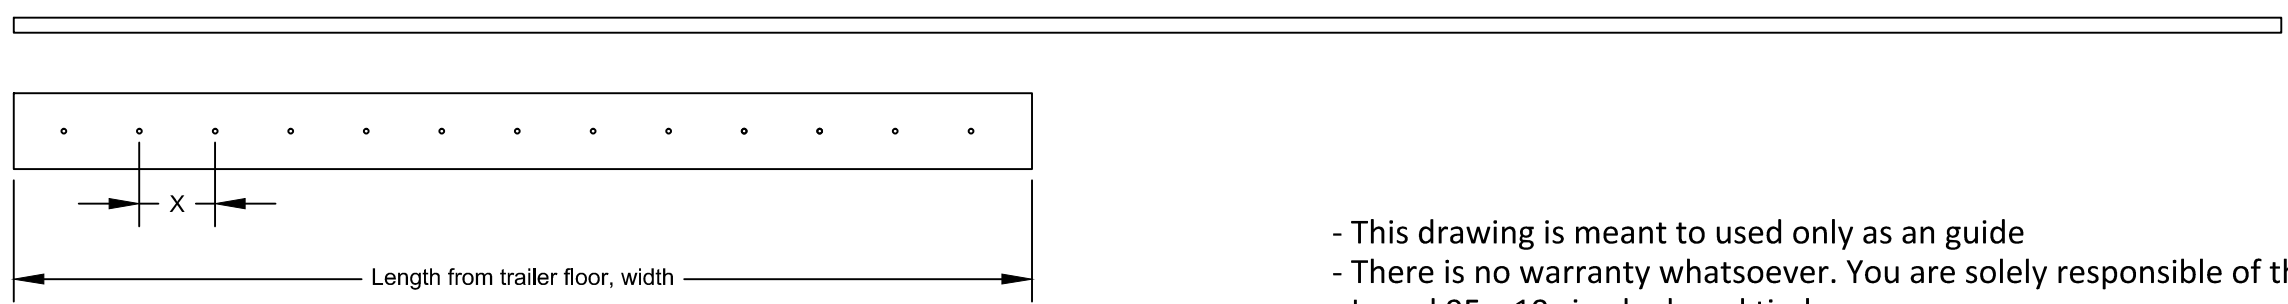 X
Length from trailer floor, width
- This drawing is meant to used only as an guide
- There is no warranty whatsoever. You are solely responsible of